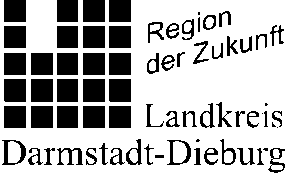 Region
der Zukunft
Landkreis
Darmstadt-Dieburg